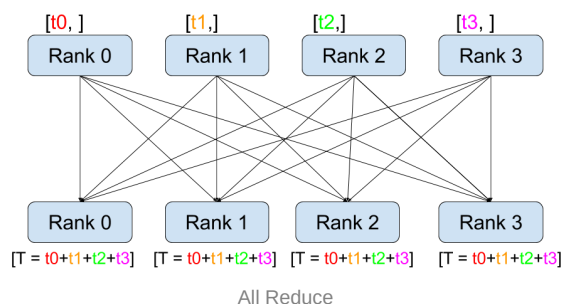 [t0, ] [t1,] [t2,] [t3, ]
Rank 0 Rank 1 Rank 2 Rank 3
Rank 0 Rank 1 Rank 2 Rank 3
[T = t0+t1+t2+t3] [T = t0+t1+t2+t3] [T = t0+t1+t2+t3] [T = t0+t1+t2+t3]
All Reduce